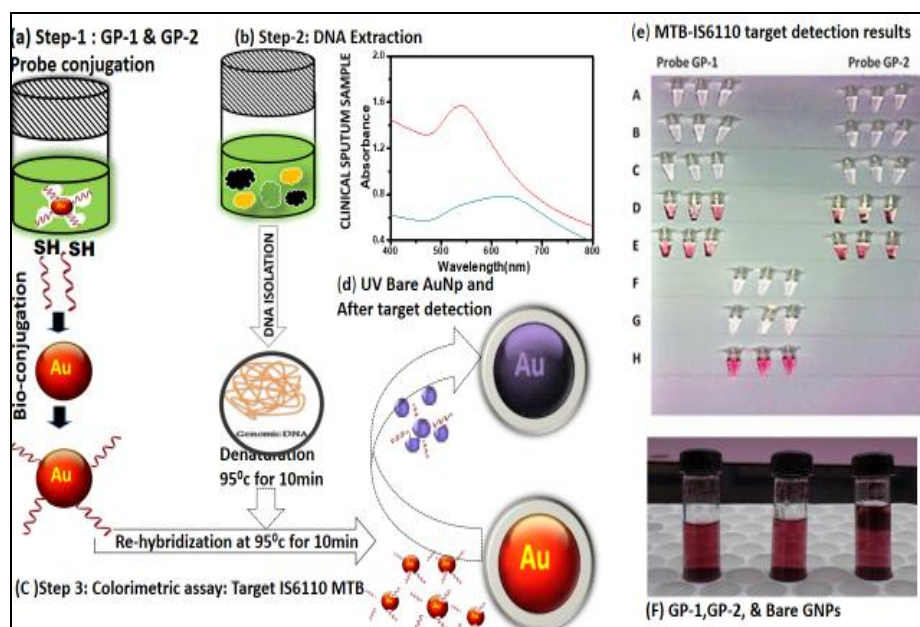 (a) Step-1 : GP-1 & GP-2
Probe conjugation
SH SH
Bio-conjugation
Au
Au
Au
(b) Step-2: DNA Extraction
DNA ISOLATION
Genomic DNA
Denaturation
95⁰c for 10min
Re-hybridization at 95⁰c for 10min
(C )Step 3: Colorimetric assay: Target IS6110 MTB
CLINICAL SPUTUM SAMPLE
Absorbance
2.4
1.8
1.2
0.6
0.4
400
500
600
700
800
Wavelength(nm)
(d) UV Bare AuNp and
After target detection
Au
Au
(e) MTB-IS6110 target detection results
Probe GP-1
Probe GP-2
A
B
C
D
E
F
G
H
(F) GP-1,GP-2, & Bare GNPs